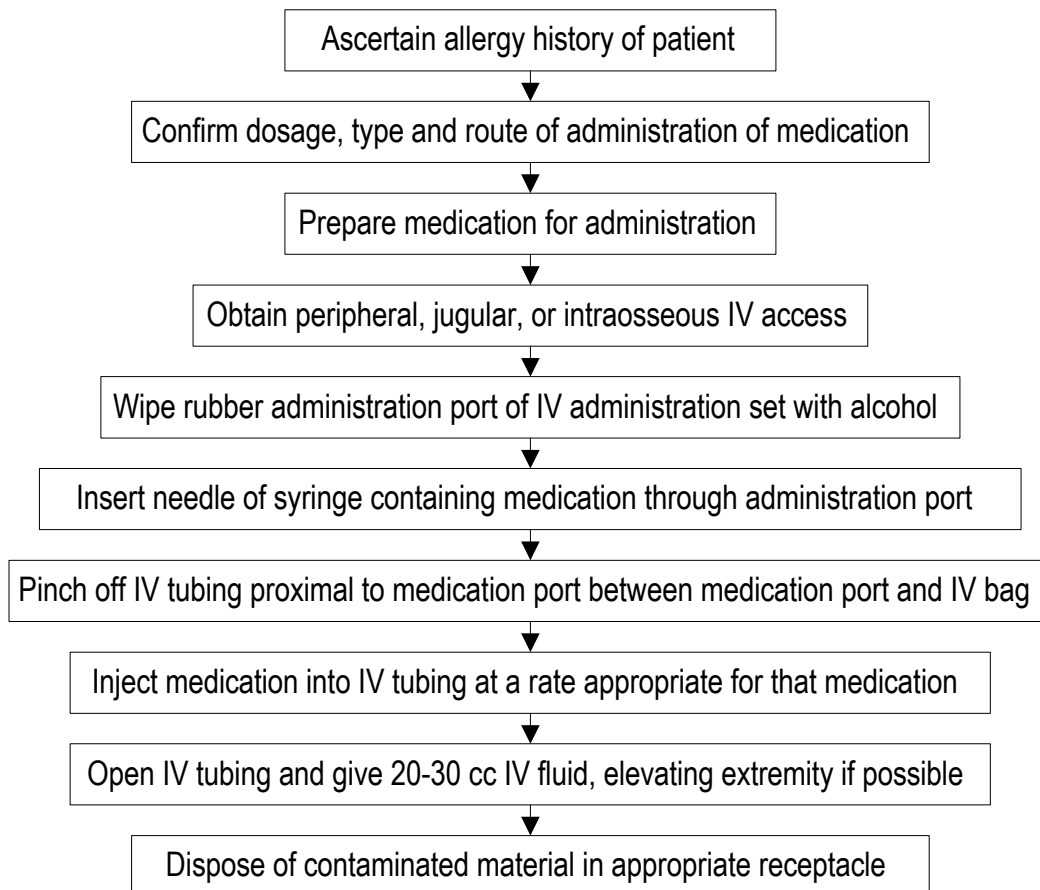 Ascertain allergy history of patient
Confirm dosage, type and route of administration of medication
Prepare medication for administration
Obtain peripheral, jugular, or intraosseous IV access
Wipe rubber administration port of IV administration set with alcohol
Insert needle of syringe containing medication through administration port
Pinch off IV tubing proximal to medication port between medication port and IV bag
Inject medication into IV tubing at a rate appropriate for that medication
Open IV tubing and give 20-30 cc IV fluid, elevating extremity if possible
Dispose of contaminated material in appropriate receptacle